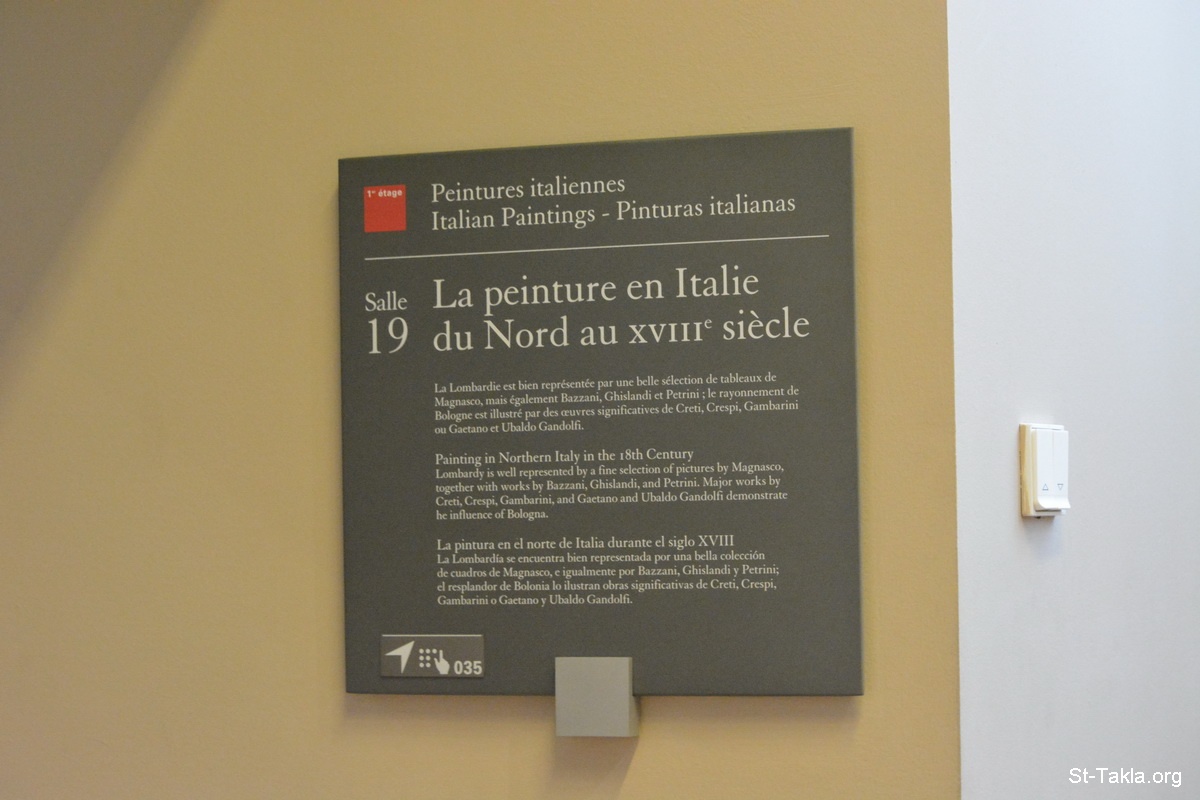 1er étage
Peintures italiennes
Italian Paintings - Pinturas italianas
Salle
19
La peinture en Italie
du Nord au XVIIIe siècle
La Lombardie est bien représentée par une belle sélection de tableaux de
Magnasco, mais également Bazzani, Ghislandi et Petrini ; le rayonnement de
Bologne est illustré par des œuvres significatives de Creti, Crespi, Gambarini
ou Gaetano et Ubaldo Gandolfi.
Painting in Northern Italy in the 18th Century
Lombardy is well represented by a fine selection of pictures by Magnasco,
together with works by Bazzani, Ghislandi, and Petrini. Major works by
Creti, Crespi, Gambarini, and Gaetano and Ubaldo Gandolfi demonstrate
he influence of Bologna.
La pintura en el norte de Italia durante el siglo XVIII
La Lombardía se encuentra bien representada por una bella colección
de cuadros de Magnasco, e igualmente por Bazzani, Ghislandi y Petrini;
el resplandor de Bolonia lo ilustran obras significativas de Creti, Crespi,
Gambarini o Gaetano y Ubaldo Gandolfi.
035
St-Takla.org